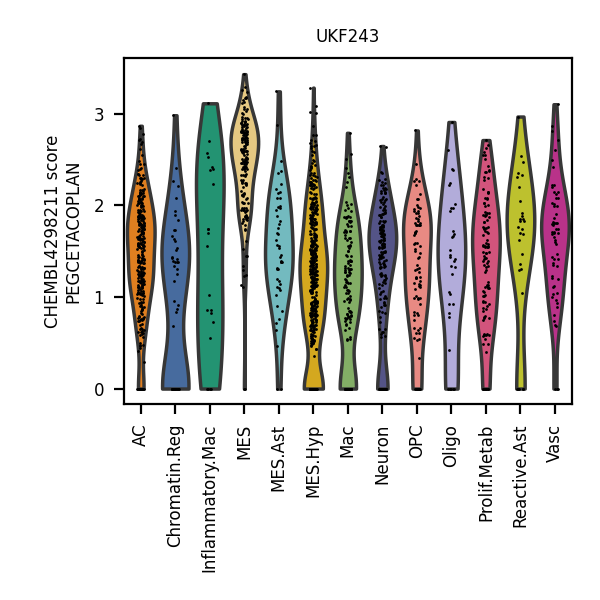 UKF243
CHEMBL4298211 score
PEGCETACOPLAN
3
2
1
0
AC
Chromatin.Reg
Inflammatory.Mac
MES
MES.Ast
MES.Hyp
Mac
Neuron
OPC
Oligo
Prolif.Metab
Reactive.Ast
Vasc